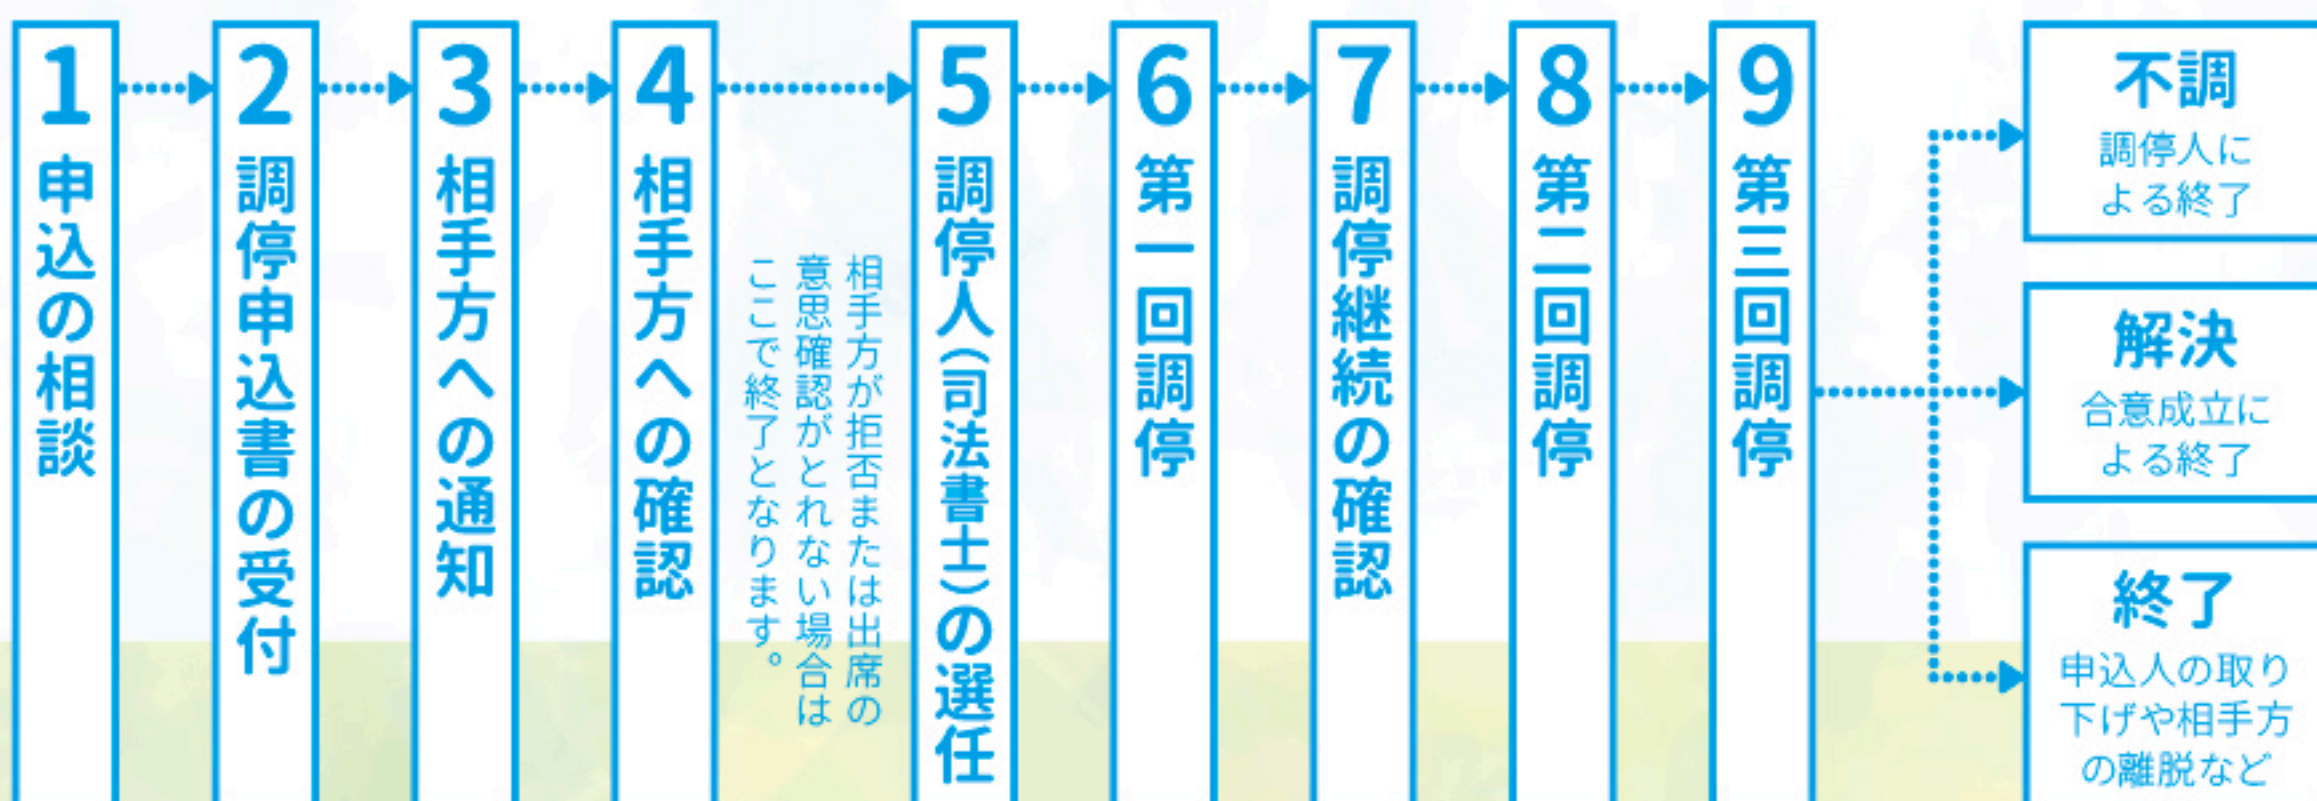 1
申込の相談
2
調停申込書の受付
3
相手方への通知
4
相手方への確認
相手方が拒否または出席の
意思確認がとれない場合は
ここで終了となります。
5
調停人(司法書士)の選任
6
第一回調停
7
調停継続の確認
8
第二回調停
9
第三回調停
不調
調停人に
よる終了
解決
合意成立に
よる終了
終了
申込人の取り
下げや相手方
の離脱など